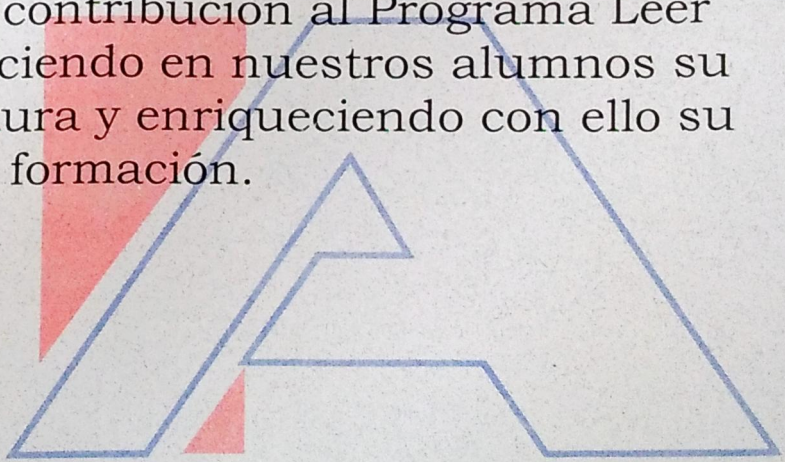 contribución al Programa Leer
ciendo en nuestros alumnos su
ura y enriqueciendo con ello su
formación.